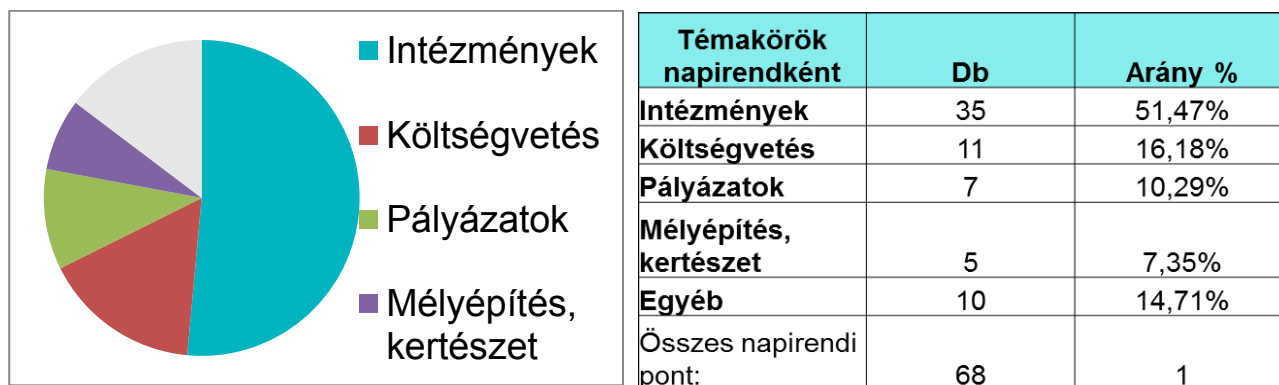 Intézmények
Költségvetés
Pályázatok
Mélyépítés,
kertészet
Témakörök
napirendként Db Arány %
Intézmények 35 51,47%
Költségvetés 11 16,18%
Pályázatok 7 10,29%
Mélyépítés,
kertészet 5 7,35%
Egyéb 10 14,71%
Összes napirendi
pont: 68 1